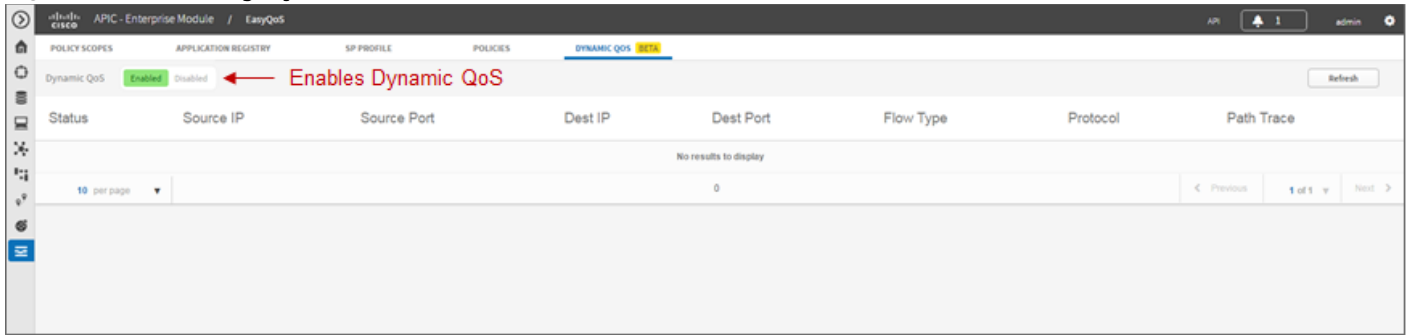 cisco APIC - Enterprise Module / EasyQoS API 1 admin
POLICY SCOPES APPLICATION REGISTRY SP PROFILE POLICIES DYNAMIC QOS BETA
Dynamic QoS Enabled Disabled Enables Dynamic QoS Refresh
Status Source IP Source Port Dest IP Dest Port Flow Type Protocol Path Trace
No results to display
10 per page 0 Previous 1 of 1 Next